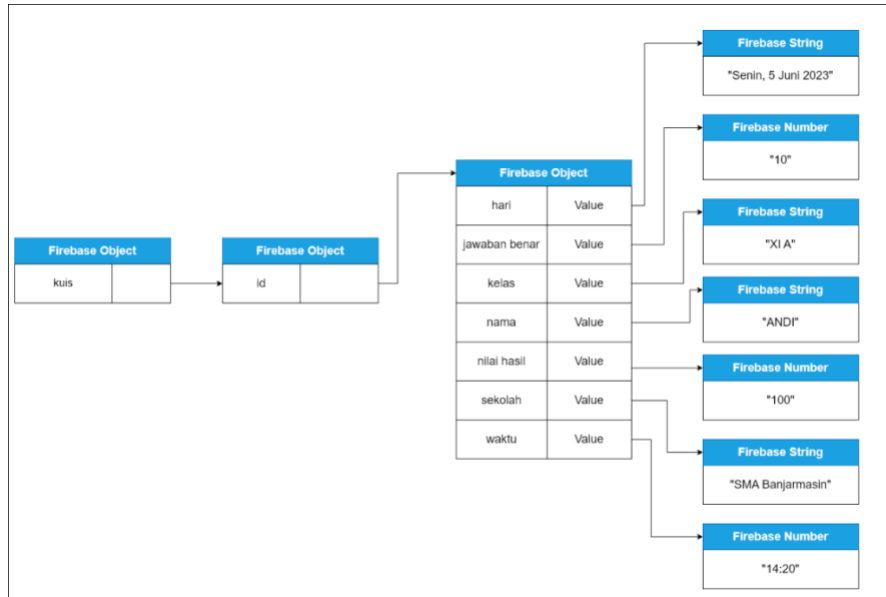 Firebase Object
kuis
Firebase Object
id
Firebase Object
hari Value
jawaban benar Value
kelas Value
nama Value
nilai hasil Value
sekolah Value
waktu Value
Firebase String
"Senin, 5 Juni 2023"
Firebase Number
"10"
Firebase String
"XI A"
Firebase String
"ANDI"
Firebase Number
"100"
Firebase String
"SMA Banjarmasin"
Firebase Number
"14:20"